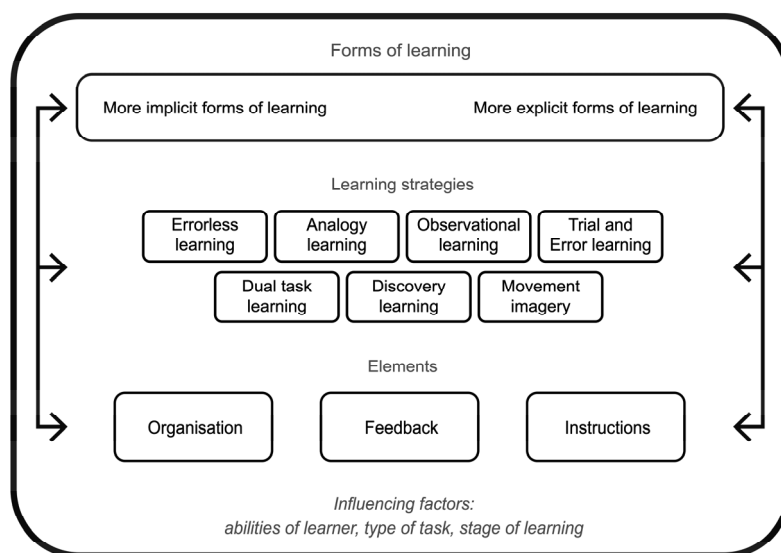 Forms of learning
More implicit forms of learning
More explicit forms of learning
Learning strategies
Errorless
learning
Analogy
learning
Observational
learning
Trial and
Error learning
Dual task
learning
Discovery
learning
Movement
imagery
Elements
Organisation
Feedback
Instructions
Influencing factors:
abilities of learner, type of task, stage of learning